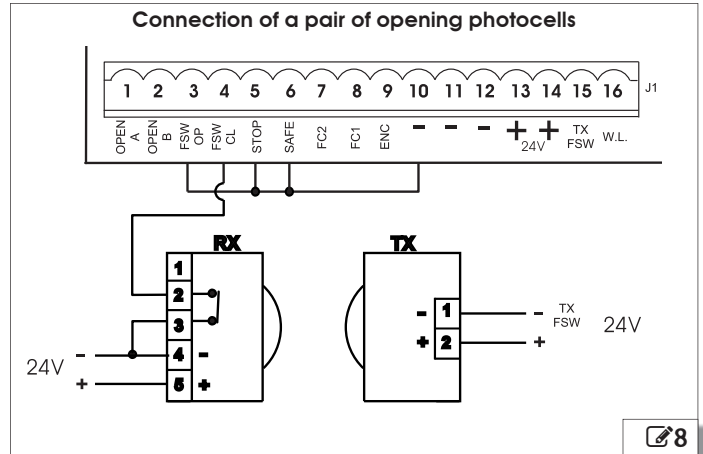 Connection of a pair of opening photocells
1 2 3 4 5 6 7 8 9 10 11 12 13 14 15 16 J1
OPEN A
OPEN B
FSW OP
FSW CL
STOP
SAFE
FC2
FC1
ENC
- - - + +
24V
TX FSW
W.L.
RX
TX
1
2
3
4 -
5 +
24V
-
+
- 1
+ 2
- TX FSW
+
24V
8